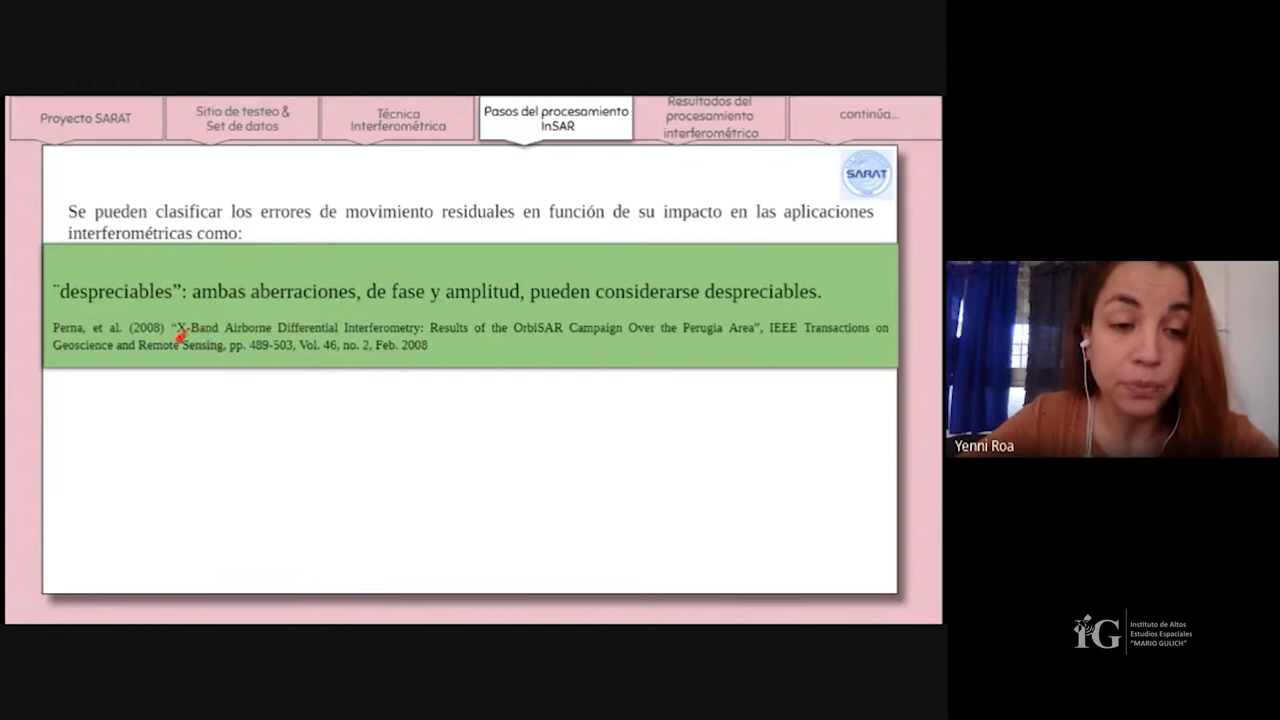 Proyecto SARAT
Sitio de testeo &
Set de datos
Técnica
Interferométrica
Pasos del procesamiento
InSAR
Resultados del
procesamiento
interferométrico
continúa...
SARAT
Se pueden clasificar los errores de movimiento residuales en función de su impacto en las aplicaciones
interferométricas como:
¨despreciables”: ambas aberraciones, de fase y amplitud, pueden considerarse despreciables.
Perna, et al. (2008) “X-Band Airborne Differential Interferometry: Results of the OrbiSAR Campaign Over the Perugia Area”, IEEE Transactions on
Geoscience and Remote Sensing, pp. 489-503, Vol. 46, no. 2, Feb. 2008
Yenni Roa
iG
Instituto de Altos
Estudios Espaciales
"MARIO GULICH"